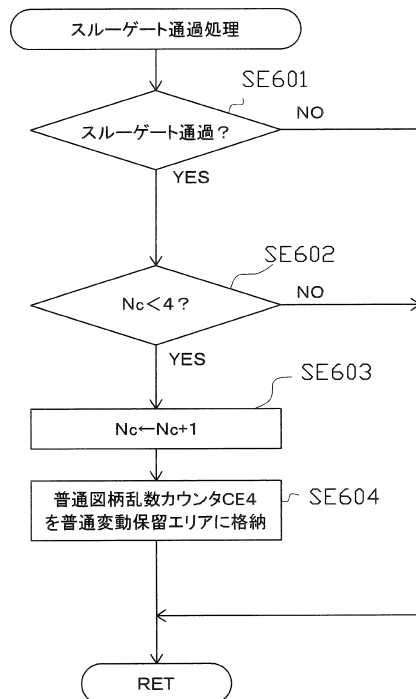 スルーゲート通過処理
SE601
スルーゲート通過?
NO
YES
SE602
Nc<4?
NO
YES
SE603
Nc←Nc+1
普通図柄乱数カウンタCE4
を普通変動保留エリアに格納
SE604
RET